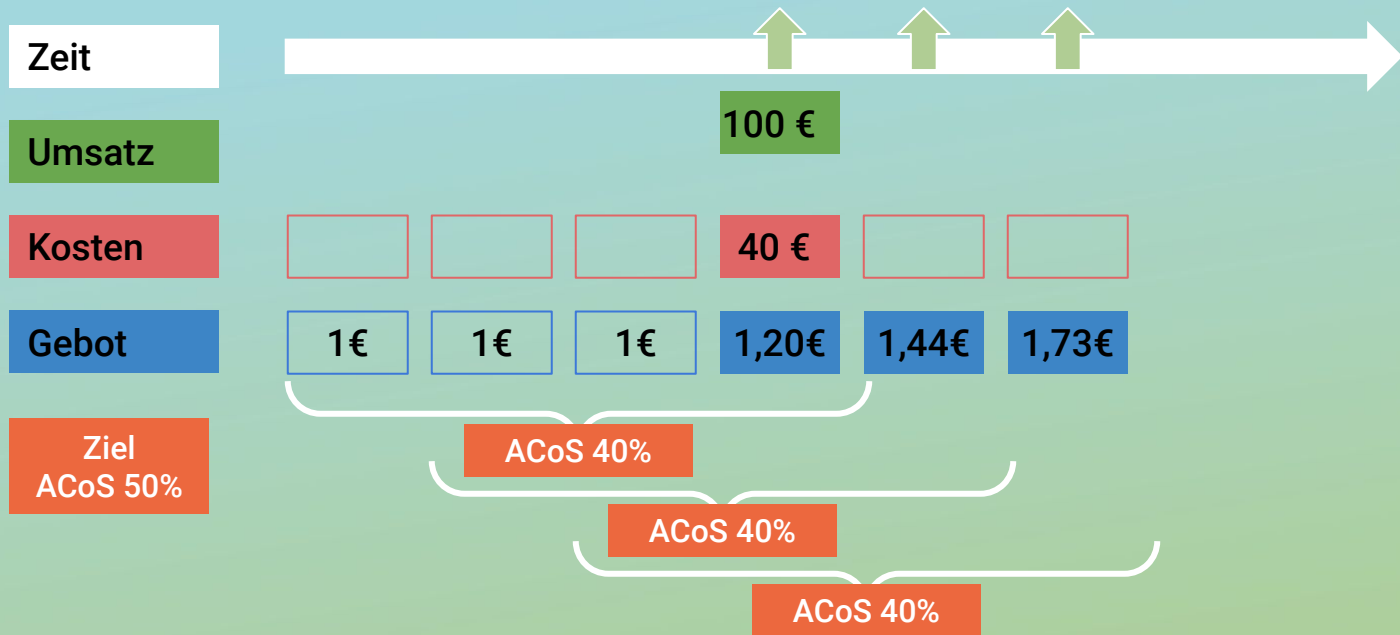 Zeit
Umsatz
100 €
Kosten
40 €
Gebot
1€
1€
1€
1,20€
1,44€
1,73€
Ziel
ACoS 50%
ACoS 40%
ACoS 40%
ACoS 40%